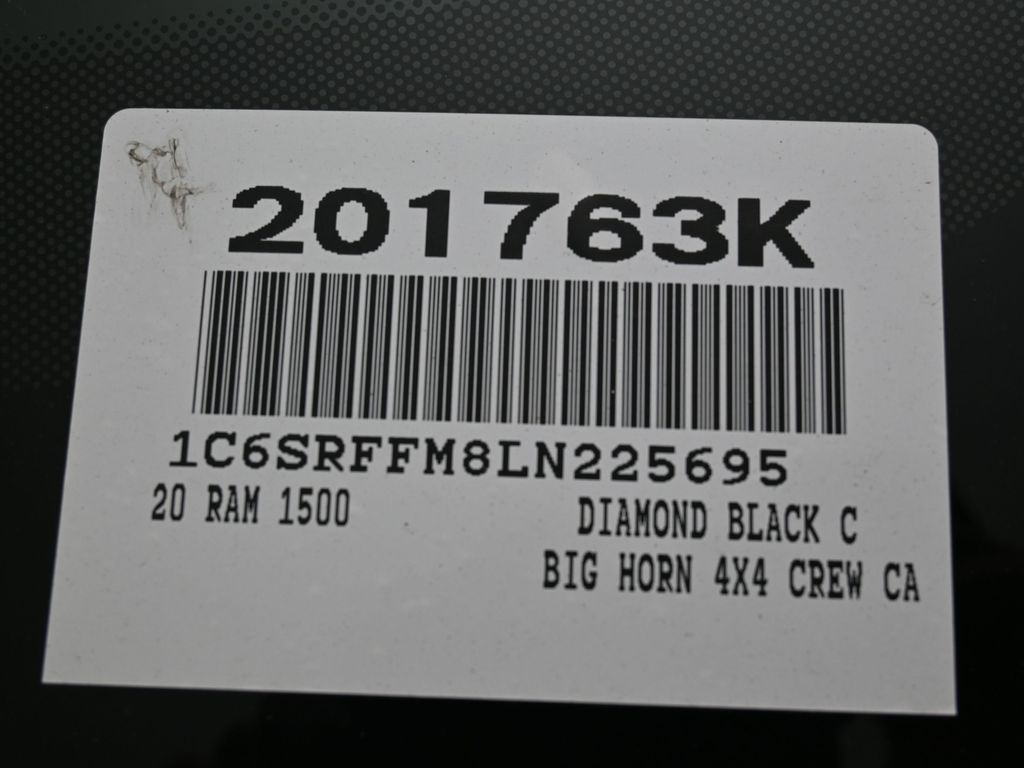 201763K
1C6SRFFM8LN225695
20 RAM 1500 DIAMOND BLACK C
BIG HORN 4X4 CREW CA